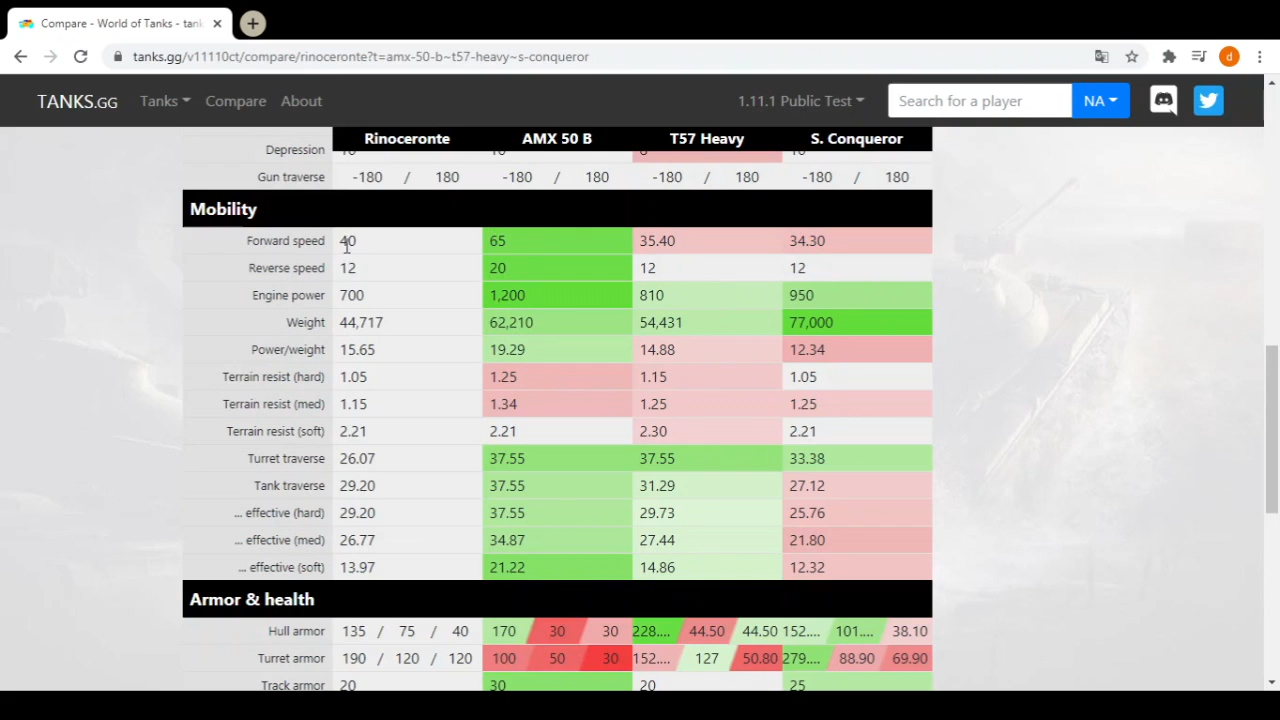 Compare - World of Tanks - tank
tanks.gg/v11110ct/compare/rinoceronte?t=amx-50-b~t57-heavy~s-conqueror
d
TANKS.GG Tanks Compare About 1.11.1 Public Test Search for a player NA
Rinoceronte AMX 50 B T57 Heavy S. Conqueror
Depression 10 10 8 10
Gun traverse -180 / 180 -180 / 180 -180 / 180 -180 / 180
Mobility
Forward speed 40 65 35.40 34.30
Reverse speed 12 20 12 12
Engine power 700 1,200 810 950
Weight 44,717 62,210 54,431 77,000
Power/weight 15.65 19.29 14.88 12.34
Terrain resist (hard) 1.05 1.25 1.15 1.05
Terrain resist (med) 1.15 1.34 1.25 1.25
Terrain resist (soft) 2.21 2.21 2.30 2.21
Turret traverse 26.07 37.55 37.55 33.38
Tank traverse 29.20 37.55 31.29 27.12
... effective (hard) 29.20 37.55 29.73 25.76
... effective (med) 26.77 34.87 27.44 21.80
... effective (soft) 13.97 21.22 14.86 12.32
Armor & health
Hull armor 135 / 75 / 40 170 30 30 228.... 44.50 44.50 152.... 101.... 38.10
Turret armor 190 / 120 / 120 100 50 30 152.... 127 50.80 279.... 88.90 69.90
Track armor 20 30 20 25